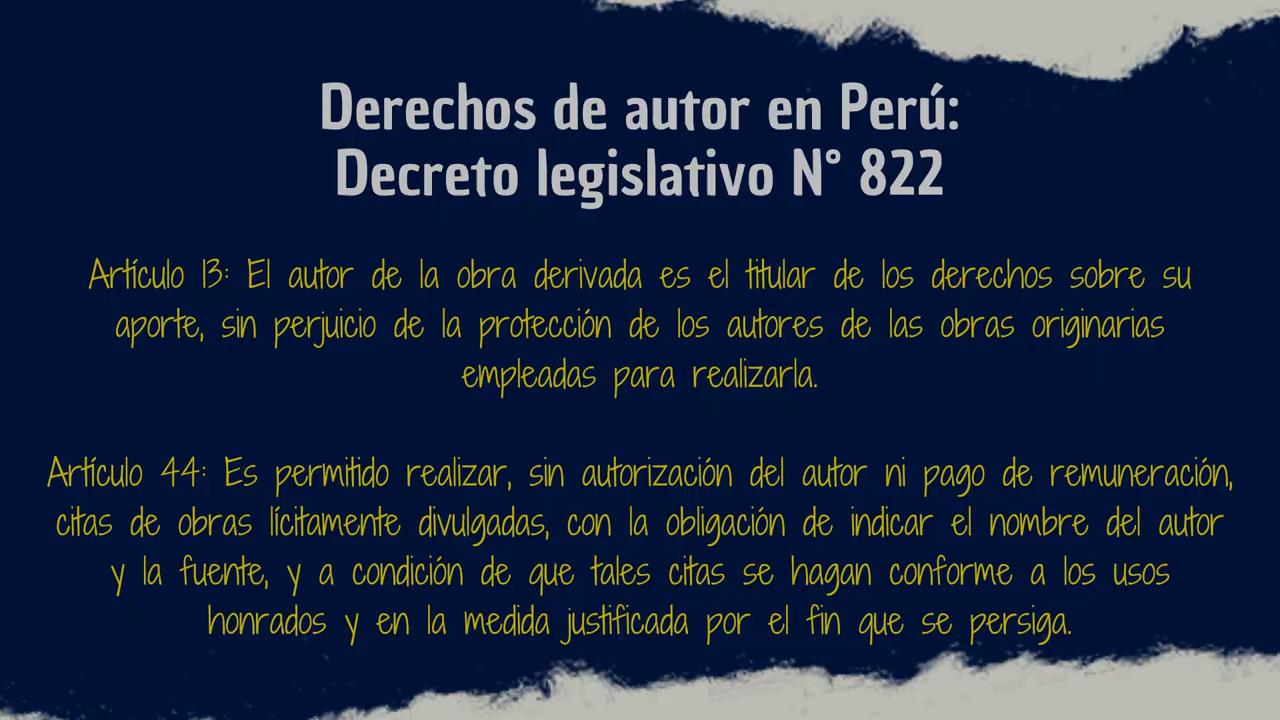 Derechos de autor en Perú:
Decreto legislativo N° 822
Artículo 13: El autor de la obra derivada es el titular de los derechos sobre su
aporte, sin perjuicio de la protección de los autores de las obras originarias
empleadas para realizarla.
Artículo 44: Es permitido realizar, sin autorización del autor ni pago de remuneración,
citas de obras lícitamente divulgadas, con la obligación de indicar el nombre del autor
y la fuente, y a condición de que tales citas se hagan conforme a los usos
honrados y en la medida justificada por el fin que se persiga.